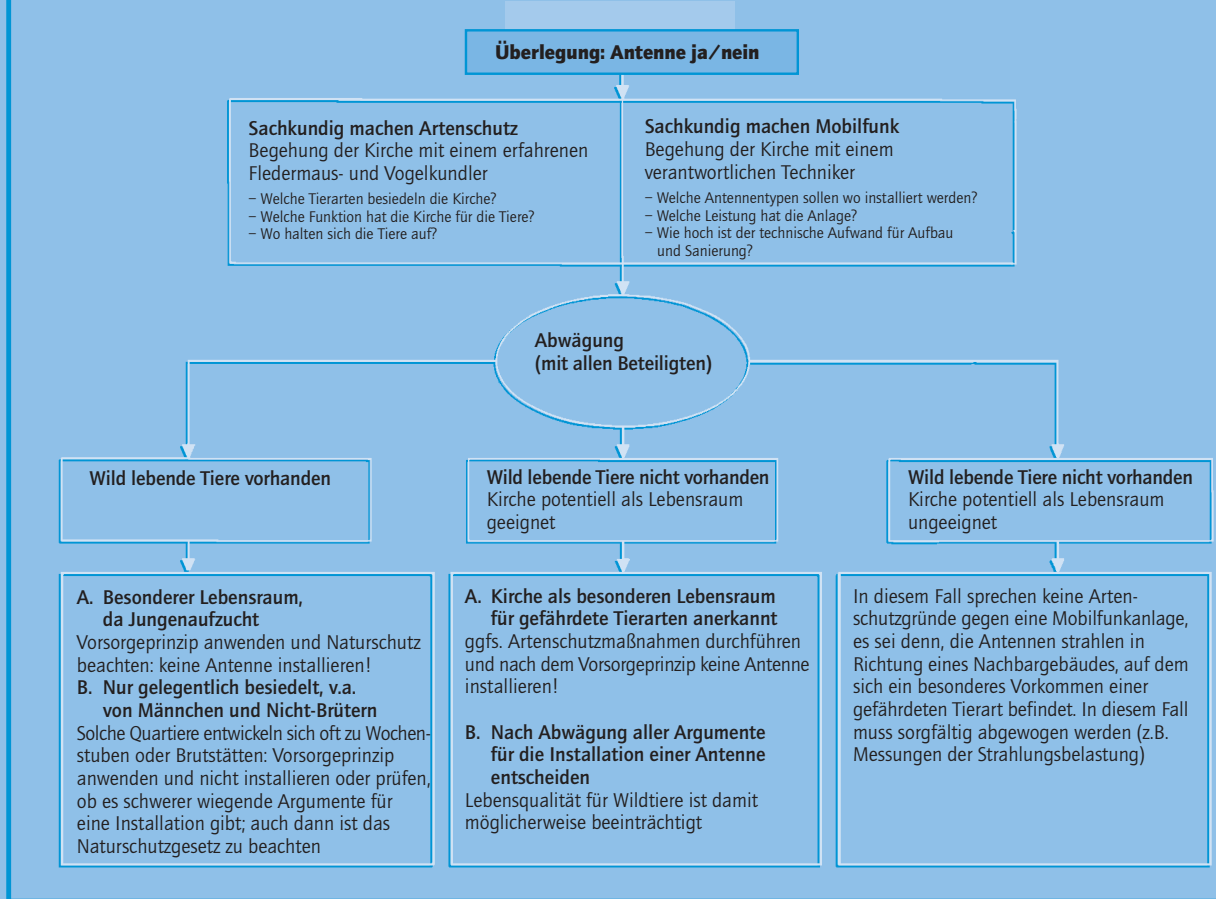 Überlegung: Antenne ja/nein
Sachkundig machen Artenschutz
Begehung der Kirche mit einem erfahrenen
Fledermaus- und Vogelkundler
– Welche Tierarten besiedeln die Kirche?
– Welche Funktion hat die Kirche für die Tiere?
– Wo halten sich die Tiere auf?
Sachkundig machen Mobilfunk
Begehung der Kirche mit einem
verantwortlichen Techniker
– Welche Antennentypen sollen wo installiert werden?
– Welche Leistung hat die Anlage?
– Wie hoch ist der technische Aufwand für Aufbau
und Sanierung?
Abwägung
(mit allen Beteiligten)
Wild lebende Tiere vorhanden
Wild lebende Tiere nicht vorhanden
Kirche potentiell als Lebensraum
geeignet
Wild lebende Tiere nicht vorhanden
Kirche potentiell als Lebensraum
ungeeignet
A. Besonderer Lebensraum,
da Jungenaufzucht
Vorsorgeprinzip anwenden und Naturschutz
beachten: keine Antenne installieren!
B. Nur gelegentlich besiedelt, v.a.
von Männchen und Nicht-Brütern
Solche Quartiere entwickeln sich oft zu Wochen-
stuben oder Brutstätten: Vorsorgeprinzip
anwenden und nicht installieren oder prüfen,
ob es schwerer wiegende Argumente für
eine Installation gibt; auch dann ist das
Naturschutzgesetz zu beachten
A. Kirche als besonderen Lebensraum
für gefährdete Tierarten anerkannt
ggfs. Artenschutzmaßnahmen durchführen
und nach dem Vorsorgeprinzip keine Antenne
installieren!
B. Nach Abwägung aller Argumente
für die Installation einer Antenne
entscheiden
Lebensqualität für Wildtiere ist damit
möglicherweise beeinträchtigt
In diesem Fall sprechen keine Arten-
schutzgründe gegen eine Mobilfunkanlage,
es sei denn, die Antennen strahlen in
Richtung eines Nachbargebäudes, auf dem
sich ein besonderes Vorkommen einer
gefährdeten Tierart befindet. In diesem Fall
muss sorgfältig abgewogen werden (z.B.
Messungen der Strahlungsbelastung)